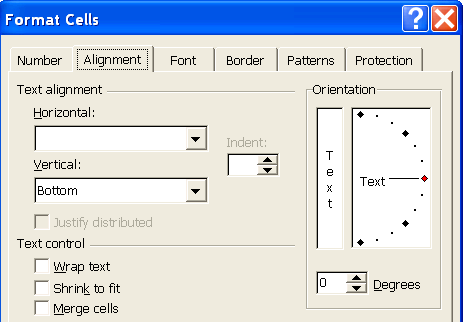 Format Cells
Number Alignment Font Border Patterns Protection
Text alignment
Horizontal:
Indent:
Vertical:
Bottom
Justify distributed
Text control
Wrap text
Shrink to fit
Merge cells
Orientation
Text
Text
0 Degrees